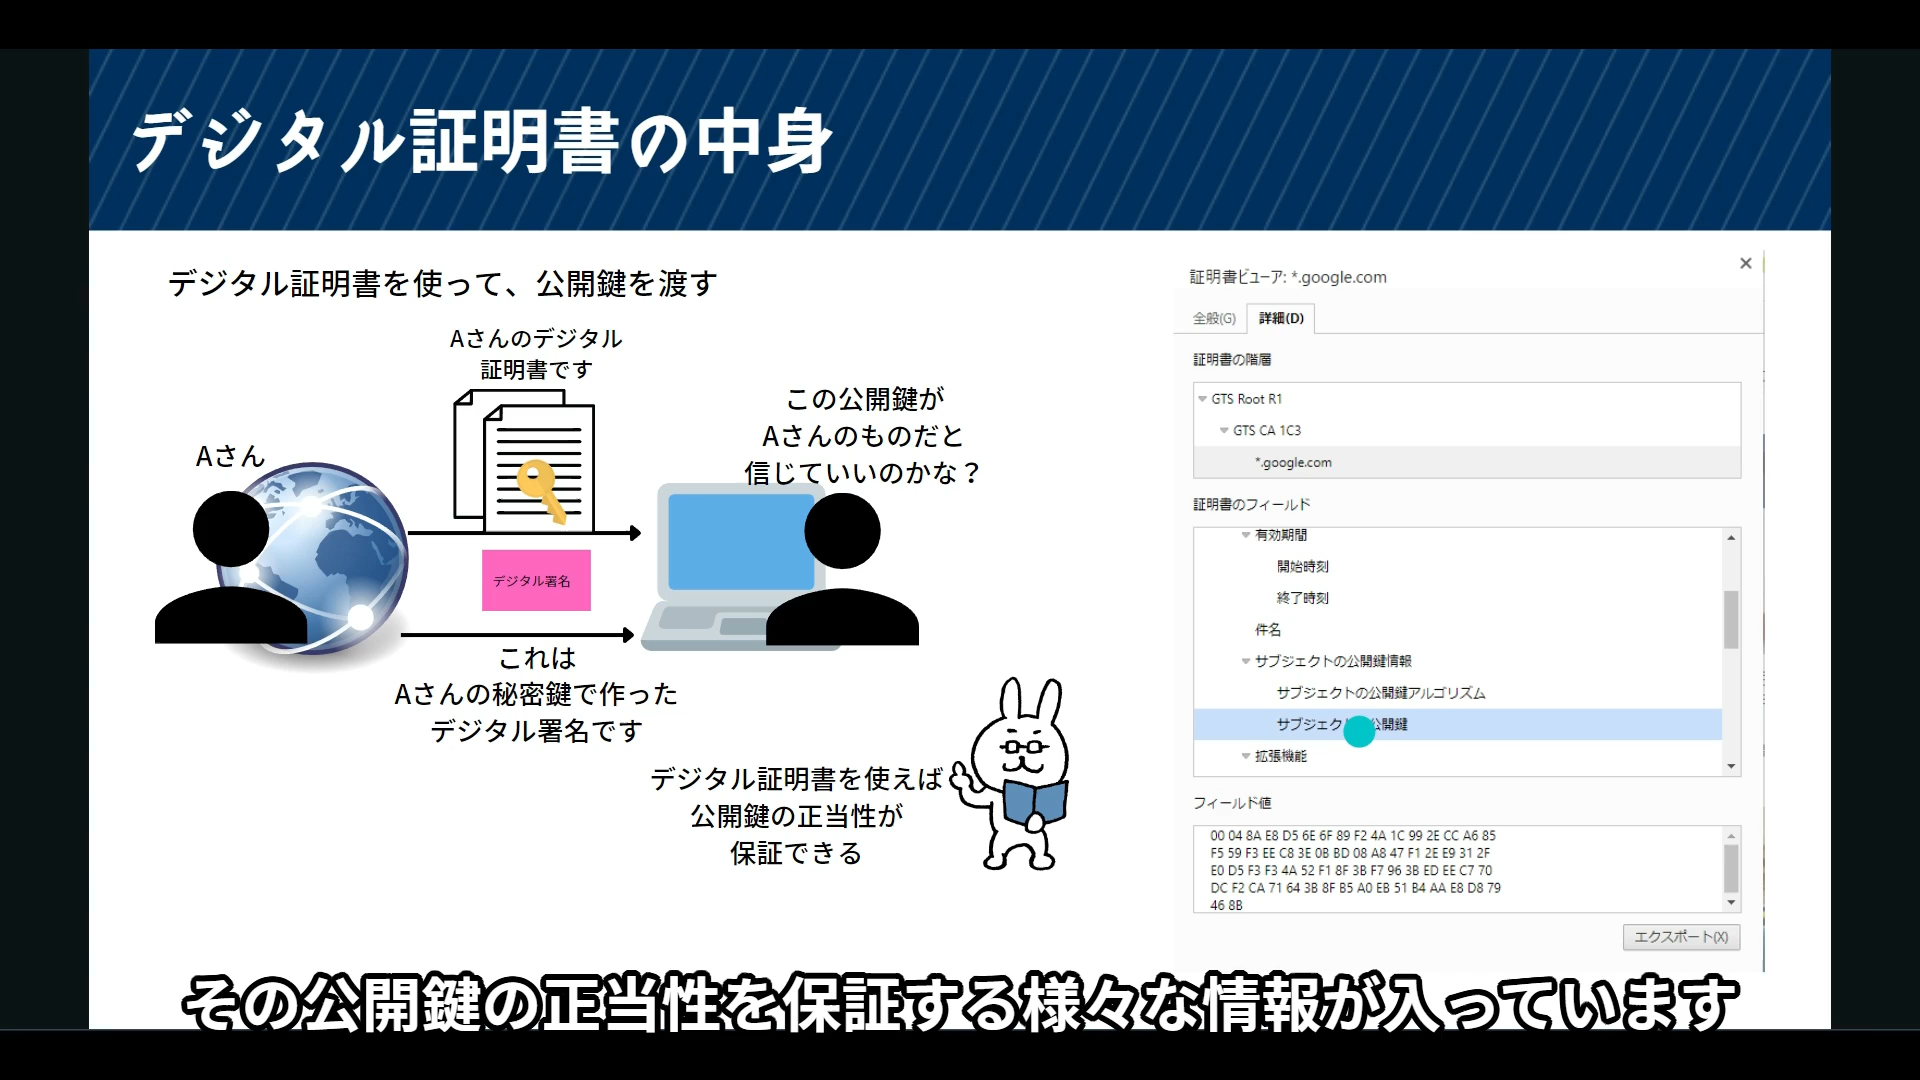 デジタル証明書の中身
デジタル証明書を使って、公開鍵を渡す
Aさんのデジタル
証明書です
Aさん
この公開鍵が
Aさんのものだと
信じていいのかな？
デジタル署名
これは
Aさんの秘密鍵で作った
デジタル署名です
デジタル証明書を使えば
公開鍵の正当性が
保証できる
証明書ビューア: *.google.com
全般(G) 詳細(D)
証明書の階層
GTS Root R1
GTS CA 1C3
*.google.com
証明書のフィールド
有効期間
開始時刻
終了時刻
件名
サブジェクトの公開鍵情報
サブジェクトの公開鍵アルゴリズム
サブジェク 公開鍵
拡張機能
フィールド値
00 04 8A E8 D5 6E 6F 89 F2 4A 1C 99 2E CC A6 85
F5 59 F3 EE C8 3E 0B BD 08 A8 47 F1 2E E9 31 2F
E0 D5 F3 F3 4A 52 F1 8F 3B F7 96 3B ED EE C7 70
DC F2 CA 71 64 3B 8F B5 A0 EB 51 B4 AA E8 D8 79
46 8B
エクスポート(X)
その公開鍵の正当性を保証する様々な情報が入っています